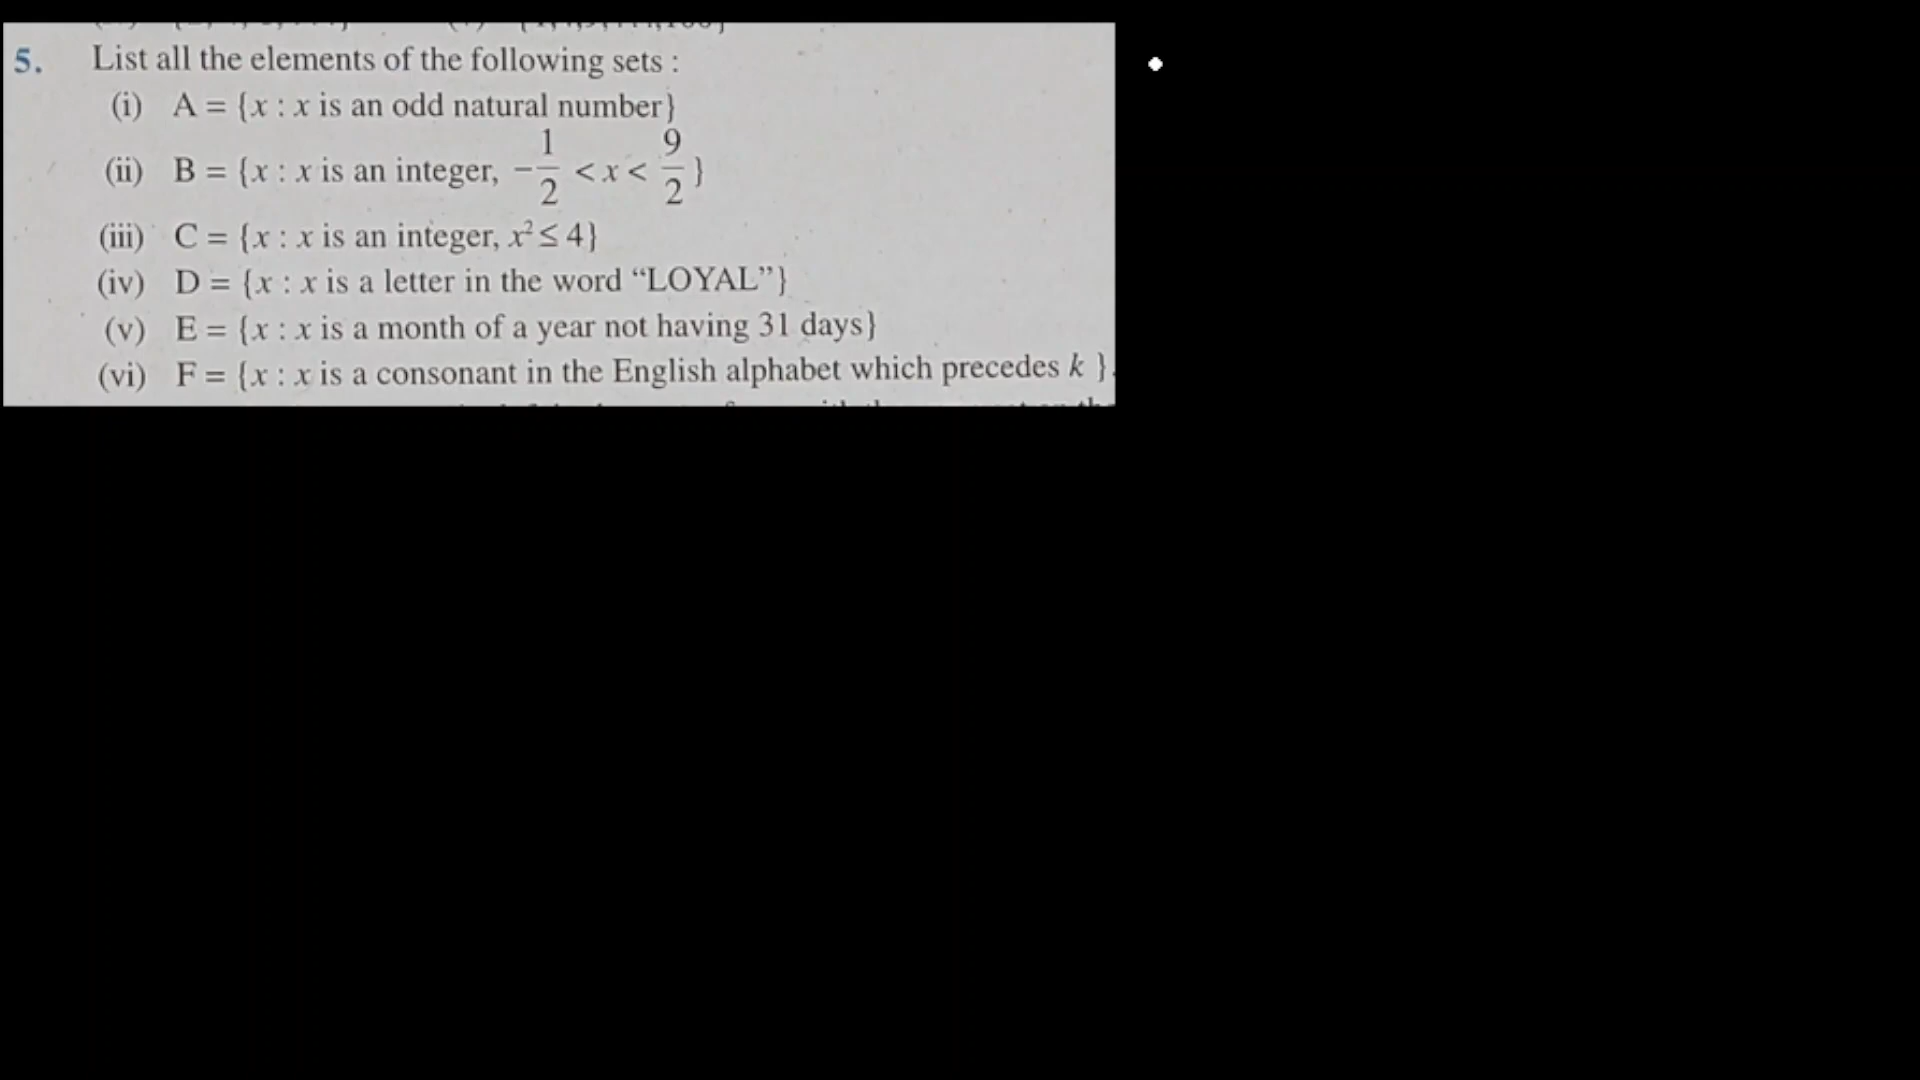 5. List all the elements of the following sets :
(i) A = {x : x is an odd natural number}
(ii) B = {x : x is an integer, −1/2 < x < 9/2}
(iii) C = {x : x is an integer, x² ≤ 4}
(iv) D = {x : x is a letter in the word “LOYAL”}
(v) E = {x : x is a month of a year not having 31 days}
(vi) F = {x : x is a consonant in the English alphabet which precedes k }.